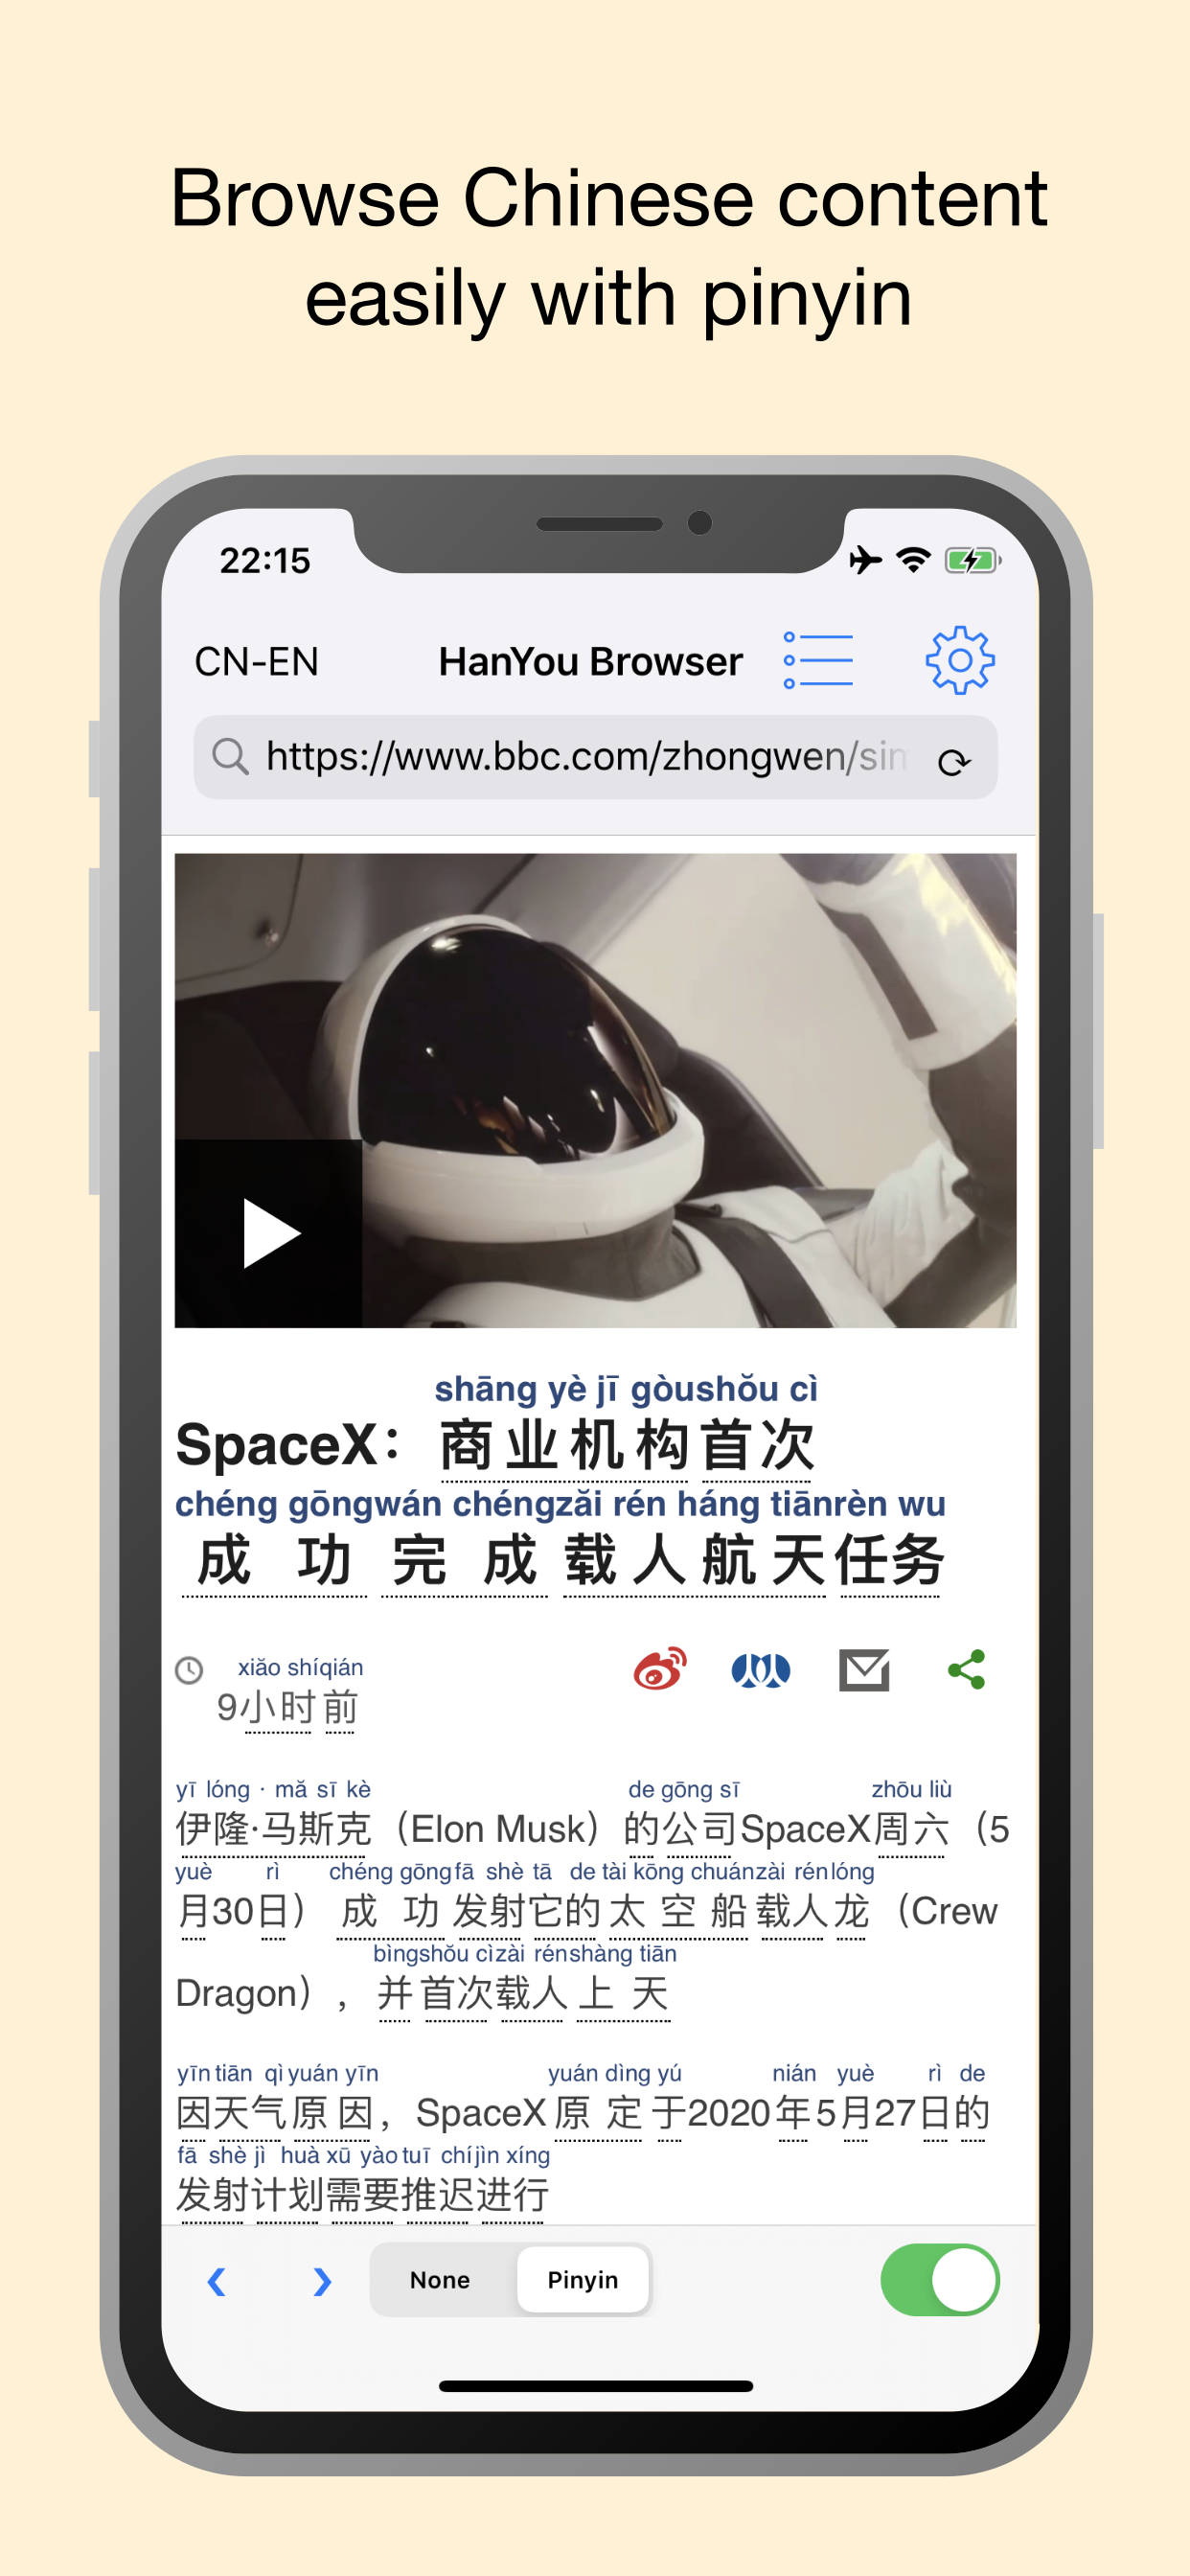 Browse Chinese content
easily with pinyin
22:15
CN-EN HanYou Browser
https://www.bbc.com/zhongwen/sim
shāng yè jī gòushǒu cì
SpaceX：商业机构首次
chéng gōngwán chéngzǎi rén háng tiānrèn wu
成功完成载人航天任务
xiǎo shíqián
9小时前
yī lóng · mǎ sī kè de gōng sī zhōu liù
伊隆·马斯克（Elon Musk）的公司SpaceX周六（5
yuè rì chéng gōng fā shè tā de tài kōng chuánzài rén lóng
月30日） 成功发射它的太空船载人龙（Crew
bìngshǒu cìzài rénshàng tiān
Dragon），并首次载人上天
yīn tiān qì yuán yīn yuán dìng yú nián yuè rì de
因天气原因，SpaceX原定于2020年5月27日的
fā shè jì huà xū yào tuī chíjìn xíng
发射计划需要推迟进行
None Pinyin